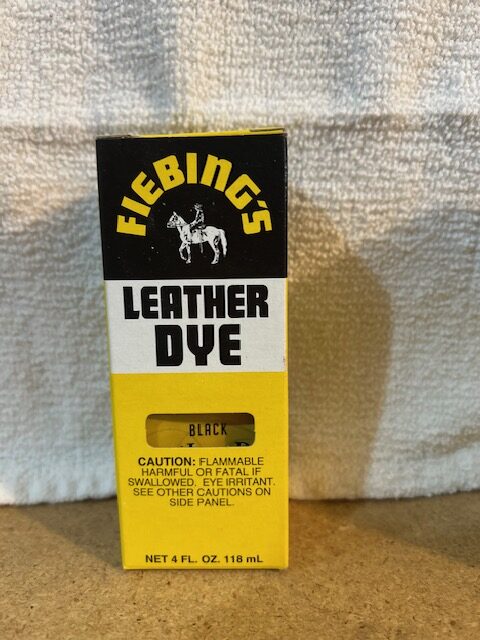 FIEBING'S
LEATHER
DYE
BLACK
CAUTION: FLAMMABLE
HARMFUL OR FATAL IF
SWALLOWED. EYE IRRITANT.
SEE OTHER CAUTIONS ON
SIDE PANEL.
NET 4 FL. OZ. 118 mL